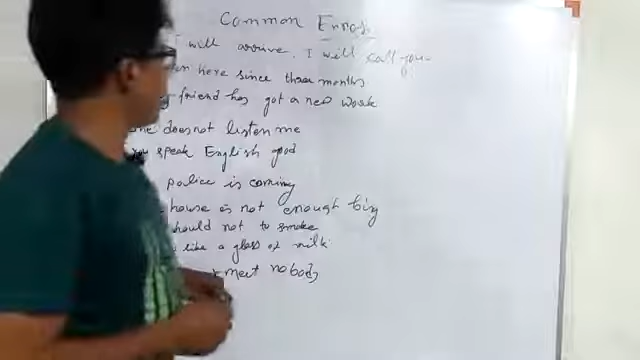 Common Errors
I will arrive, I will call you
here since three months
friend has got a new work
does not listen me
you speak English good
police is coming
house is not enough big
should not to smoke
like a glass of milk
meet nobody